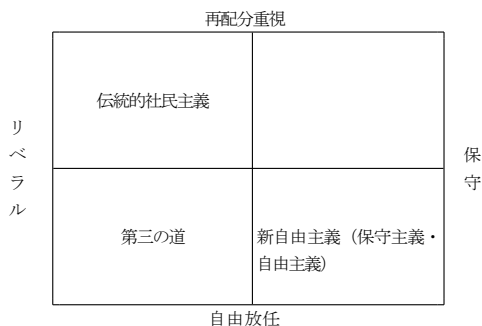 再配分重視
伝統的社民主義
リベラル
保守
第三の道
新自由主義（保守主義・
自由主義）
自由放任